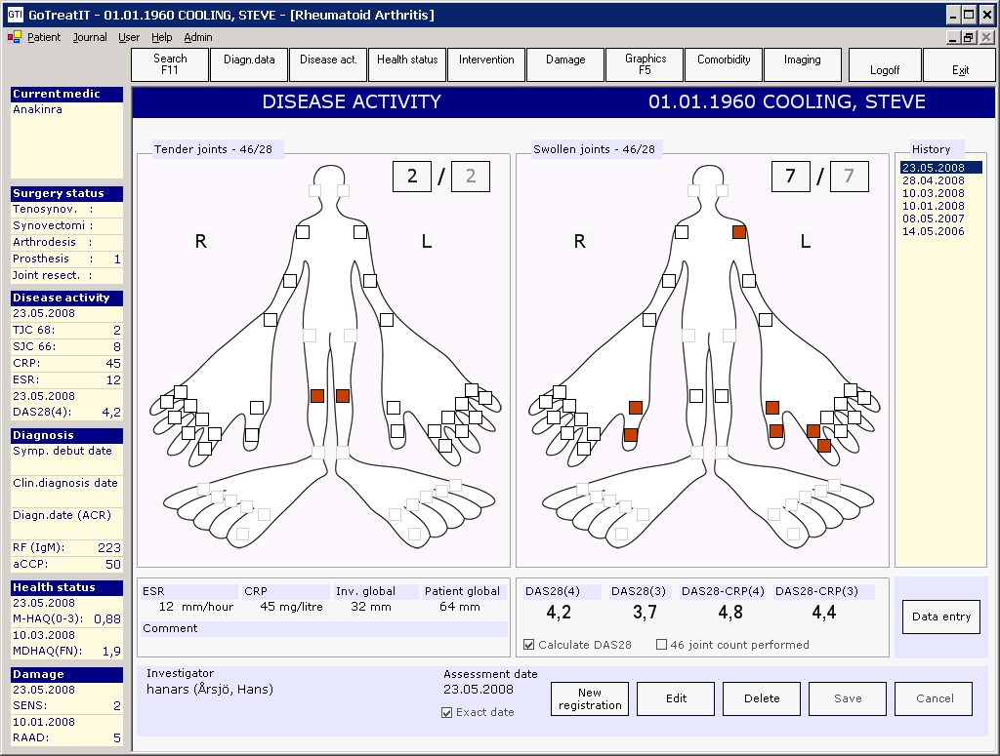 GTI GoTreatIT - 01.01.1960 COOLING, STEVE - [Rheumatoid Arthritis]
Patient Journal User Help Admin
Search F11
Diagn.data
Disease act.
Health status
Intervention
Damage
Graphics F5
Comorbidity
Imaging
Logoff
Exit
Current medic
Anakinra
Surgery status
Tenosynov. :
Synovectomi :
Arthrodesis :
Prosthesis : 1
Joint resect. :
Disease activity
23.05.2008
TJC 68: 2
SJC 66: 8
CRP: 45
ESR: 12
23.05.2008
DAS28(4): 4,2
Diagnosis
Symp. debut date
Clin.diagnosis date
Diagn.date (ACR)
RF (IgM): 223
aCCP: 50
Health status
23.05.2008
M-HAQ(0-3): 0,88
10.03.2008
MDHAQ(FN): 1,9
Damage
23.05.2008
SENS: 2
10.01.2008
RAAD: 5
DISEASE ACTIVITY 01.01.1960 COOLING, STEVE
Tender joints - 46/28
2 / 2
R L
Swollen joints - 46/28
7 / 7
R L
History
23.05.2008
28.04.2008
10.03.2008
10.01.2008
08.05.2007
14.05.2006
ESR CRP Inv. global Patient global
12 mm/hour 45 mg/litre 32 mm 64 mm
Comment
DAS28(4) DAS28(3) DAS28-CRP(4) DAS28-CRP(3)
4,2 3,7 4,8 4,4
Calculate DAS28 46 joint count performed
Data entry
Investigator
hanars (Årsjö, Hans)
Assessment date
23.05.2008
Exact date
New registration
Edit
Delete
Save
Cancel